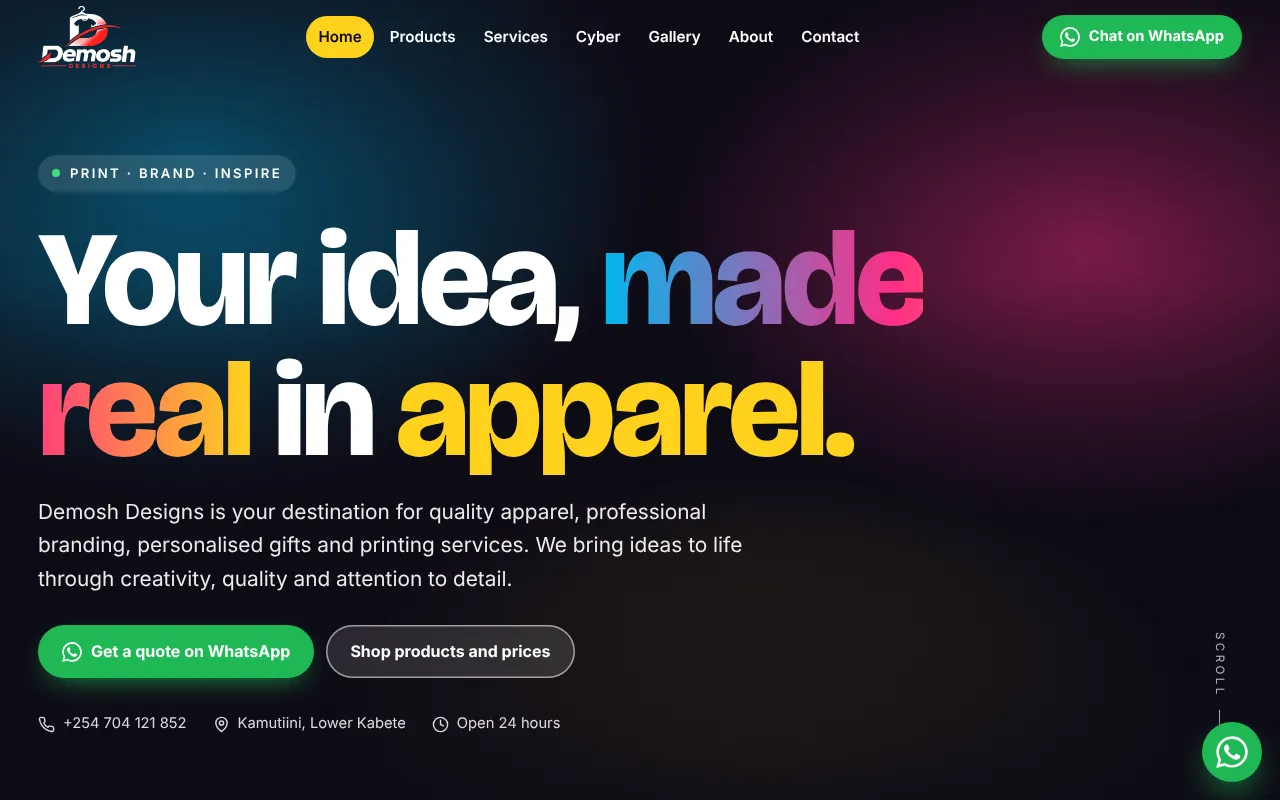 Demosh
DESIGNS
Home
Products
Services
Cyber
Gallery
About
Contact
Chat on WhatsApp
PRINT · BRAND · INSPIRE
Your idea, made
real in apparel.
Demosh Designs is your destination for quality apparel, professional
branding, personalised gifts and printing services. We bring ideas to life
through creativity, quality and attention to detail.
Get a quote on WhatsApp
Shop products and prices
+254 704 121 852
Kamutiini, Lower Kabete
Open 24 hours
SCROLL